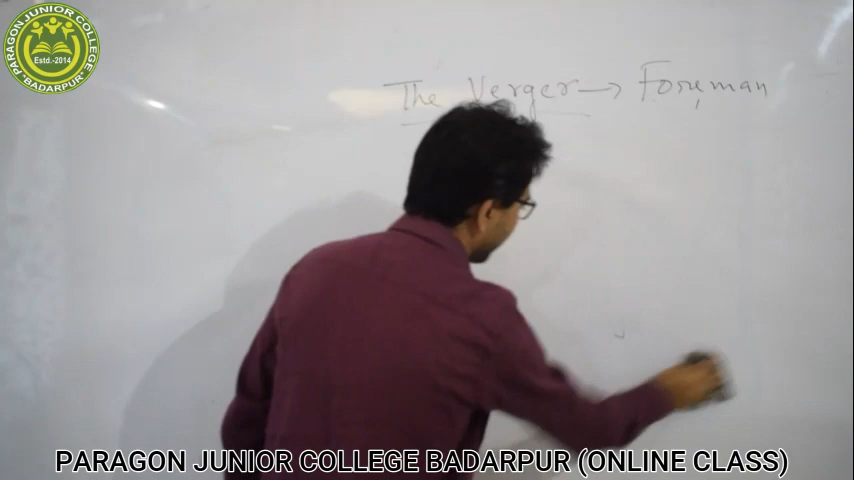 PARAGON JUNIOR COLLEGE
Estd.-2014
"BADARPUR"
The Verger → Foreman
PARAGON JUNIOR COLLEGE BADARPUR (ONLINE CLASS)